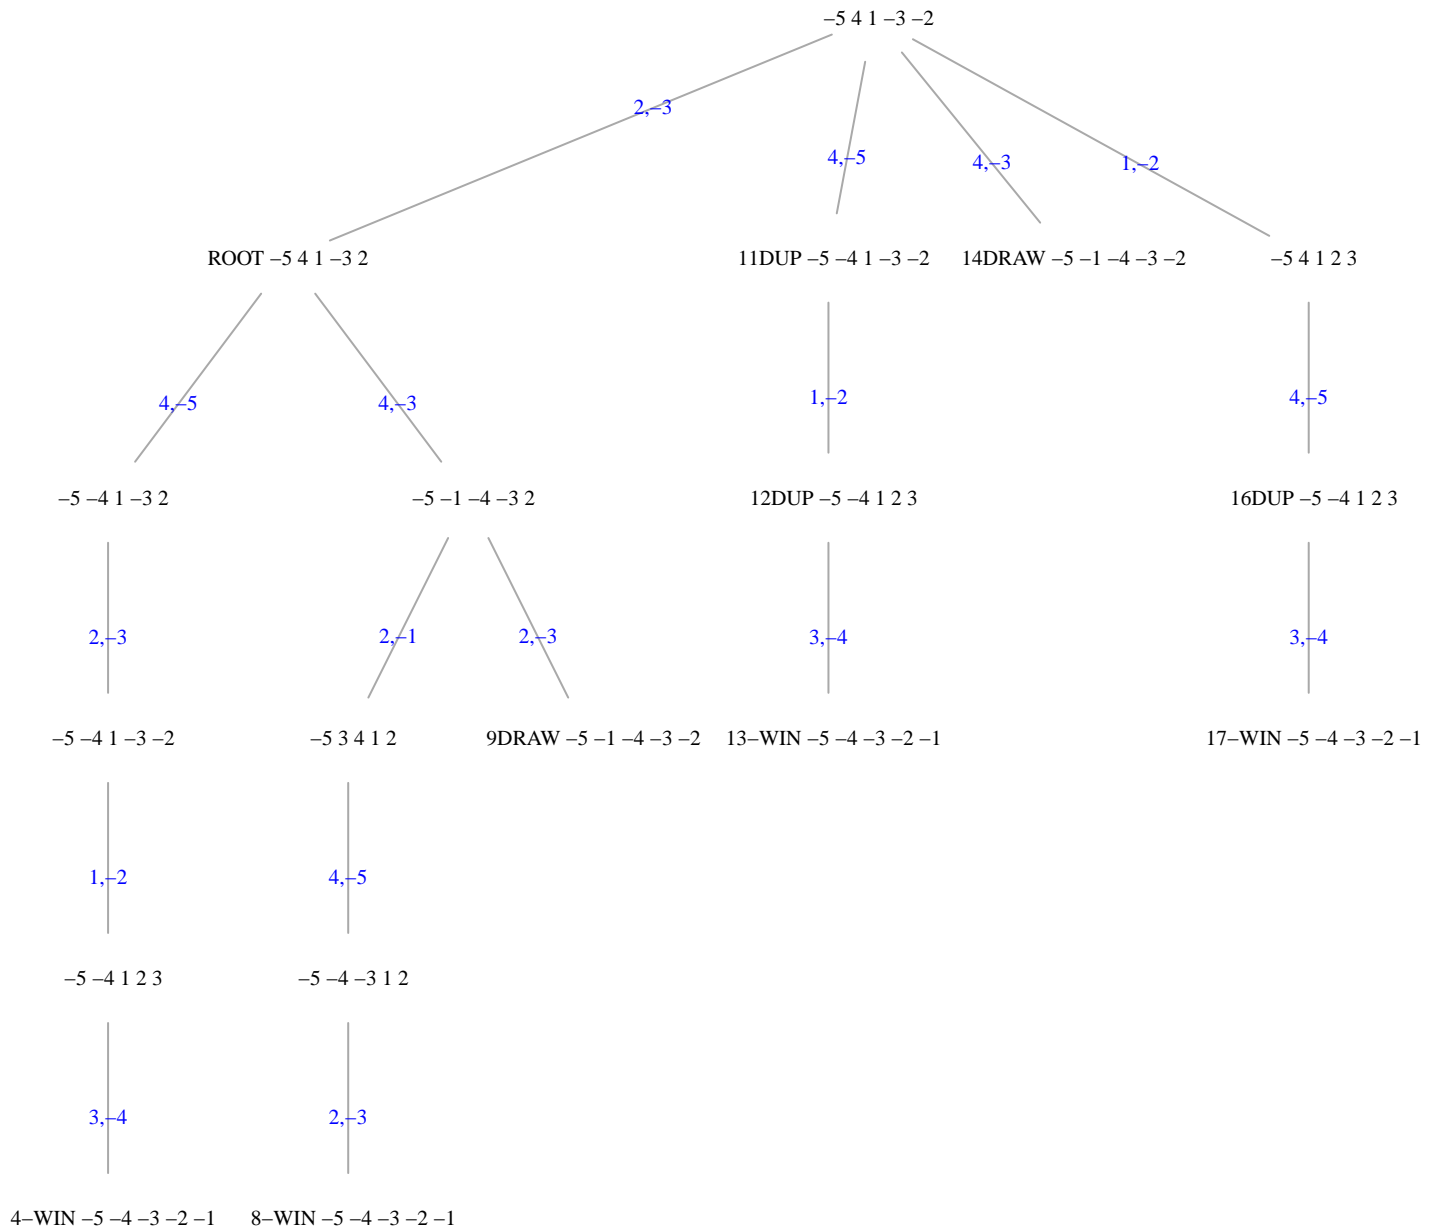 –5 4 1 –3 –2
2,–3
4,–5
4,–3
1,–2
ROOT –5 4 1 –3 2
11DUP –5 –4 1 –3 –2
14DRAW –5 –1 –4 –3 –2
–5 4 1 2 3
4,–5
4,–3
1,–2
4,–5
–5 –4 1 –3 2
–5 –1 –4 –3 2
12DUP –5 –4 1 2 3
16DUP –5 –4 1 2 3
2,–3
2,–1
2,–3
3,–4
3,–4
–5 –4 1 –3 –2
–5 3 4 1 2
9DRAW –5 –1 –4 –3 –2
13–WIN –5 –4 –3 –2 –1
17–WIN –5 –4 –3 –2 –1
1,–2
4,–5
–5 –4 1 2 3
–5 –4 –3 1 2
3,–4
2,–3
4–WIN –5 –4 –3 –2 –1
8–WIN –5 –4 –3 –2 –1